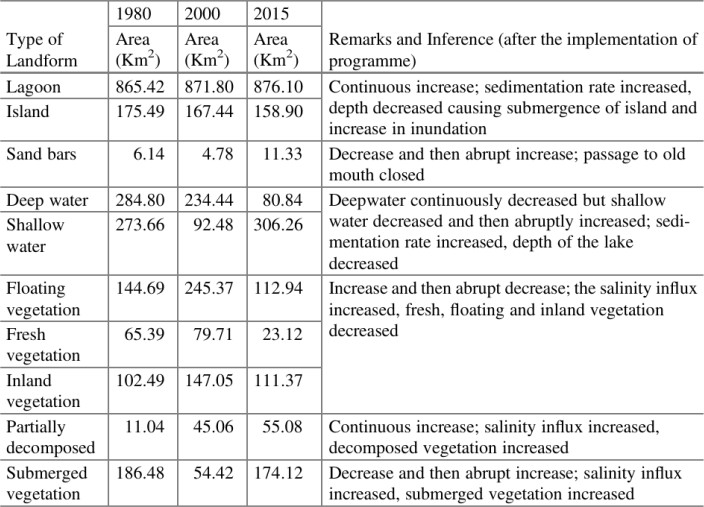 1980 2000 2015
Type of Area Area Area Remarks and Inference (after the implementation of
Landform (Km2) (Km2) (Km2) programme)
Lagoon 865.42 871.80 876.10 Continuous increase; sedimentation rate increased,
depth decreased causing submergence of island and
Island 175.49 167.44 158.90
increase in inundation
Sand bars 6.14 4.78 11.33 Decrease and then abrupt increase; passage to old
mouth closed
Deep water 284.80 234.44 80.84 Deepwater continuously decreased but shallow
Shallow 273.66 92.48 306.26 water decreased and then abruptly increased; sedi-
water mentation rate increased, depth of the lake
decreased
Floating 144.69 245.37 112.94 Increase and then abrupt decrease; the salinity influx
vegetation increased, fresh, floating and inland vegetation
Fresh 65.39 79.71 23.12 decreased
vegetation
Inland 102.49 147.05 111.37
vegetation
Partially 11.04 45.06 55.08 Continuous increase; salinity influx increased,
decomposed decomposed vegetation increased
Submerged 186.48 54.42 174.12 Decrease and then abrupt increase; salinity influx
vegetation increased, submerged vegetation increased